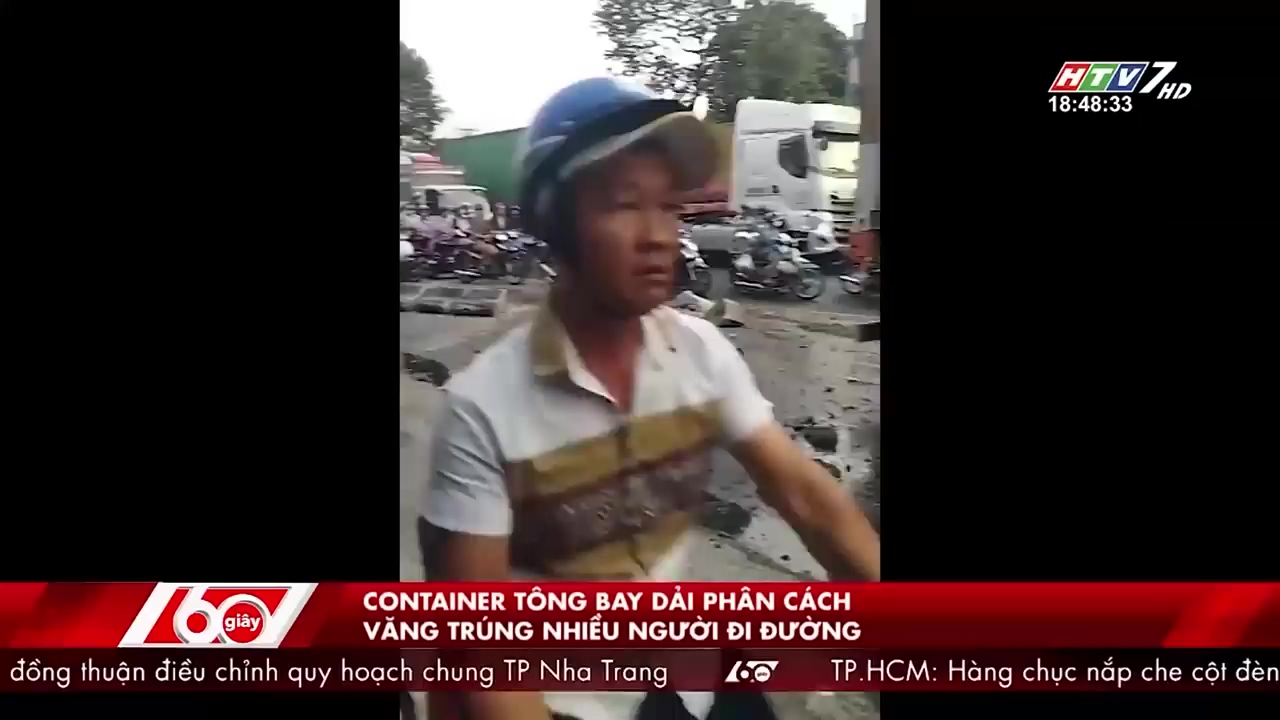 HTV7 HD
18:48:33
60 giây
CONTAINER TÔNG BAY DẢI PHÂN CÁCH
VĂNG TRÚNG NHIỀU NGƯỜI ĐI ĐƯỜNG
đồng thuận điều chỉnh quy hoạch chung TP Nha Trang 60 giây TP.HCM: Hàng chục nắp che cột đèn